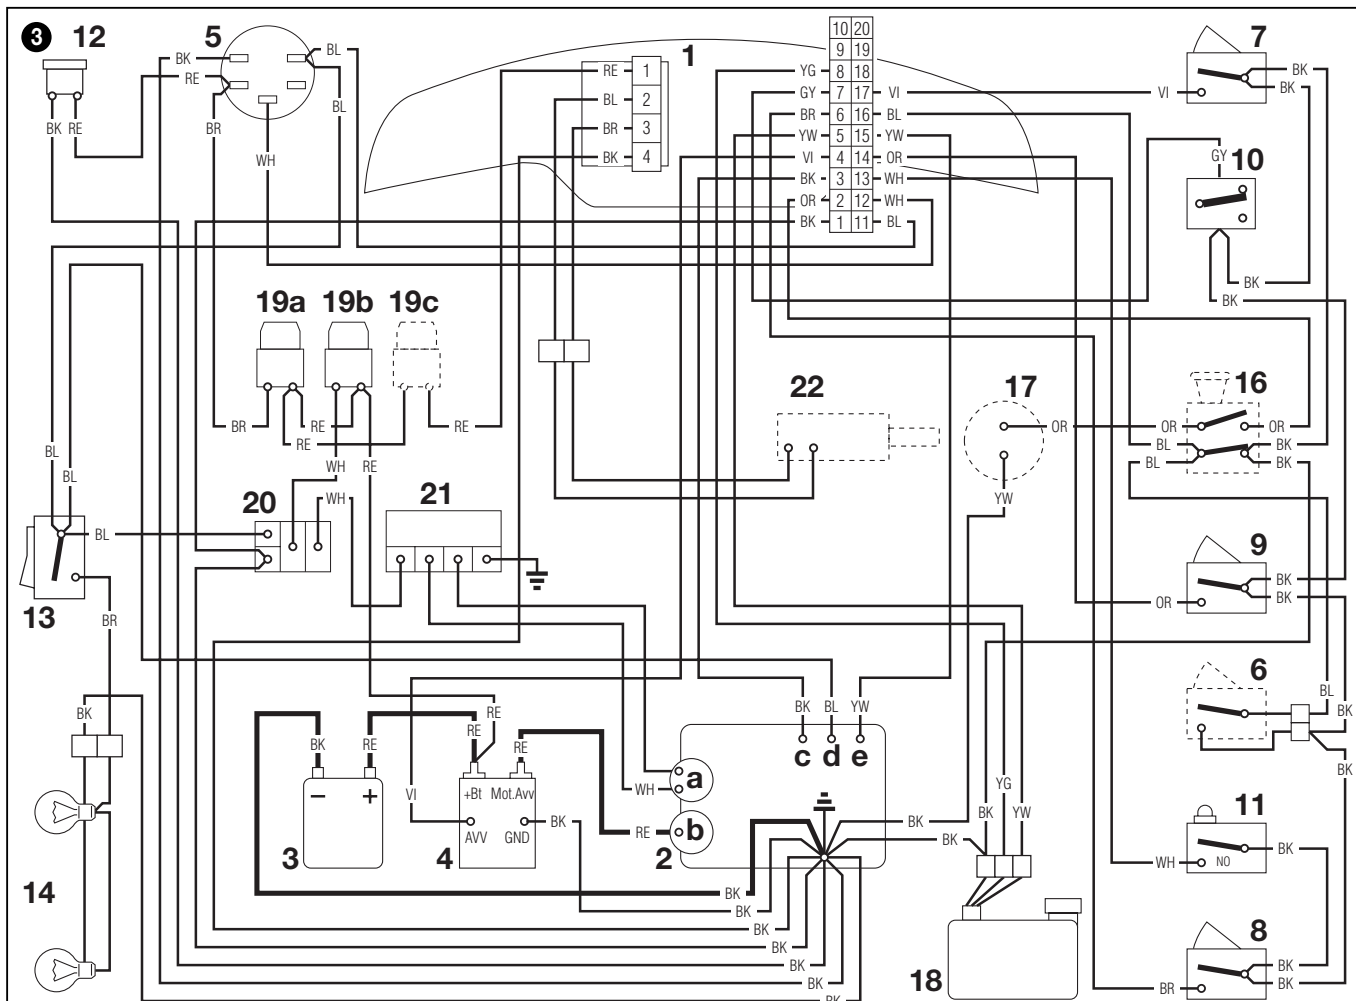 3 12 5 1 7
BK
BL
RE
BK RE
BR
BL
WH
RE 1
BL 2
BR 3
BK 4
10 20
9 19
YG 8 18
GY 7 17 VI
BR 6 16 BL
YW 5 15 YW
VI 4 14 OR
BK 3 13 WH
OR 2 12 WH
BK 1 11 BL
VI
BK
BK
10
GY
BK
BK
19a 19b 19c
BR RE RE RE
WH RE
22
17
OR
YW
16
OR OR
BL BK
BL BK
BL
BL
BL
20
WH
21
13
BR
9
BK
BK
OR
6
BL
BK
BK
BK
BK
RE
RE
RE
RE
VI
– +
3
+Bt Mot.Avv
AVV GND
4
BK
RE
WH
a
b
2
BK BL YW
c d e
BK
BK
BK
YG
YW
11
BK
WH NO
14
BK
BK
BK
BK
BK
BK
BK
18
8
BK
BK
BR